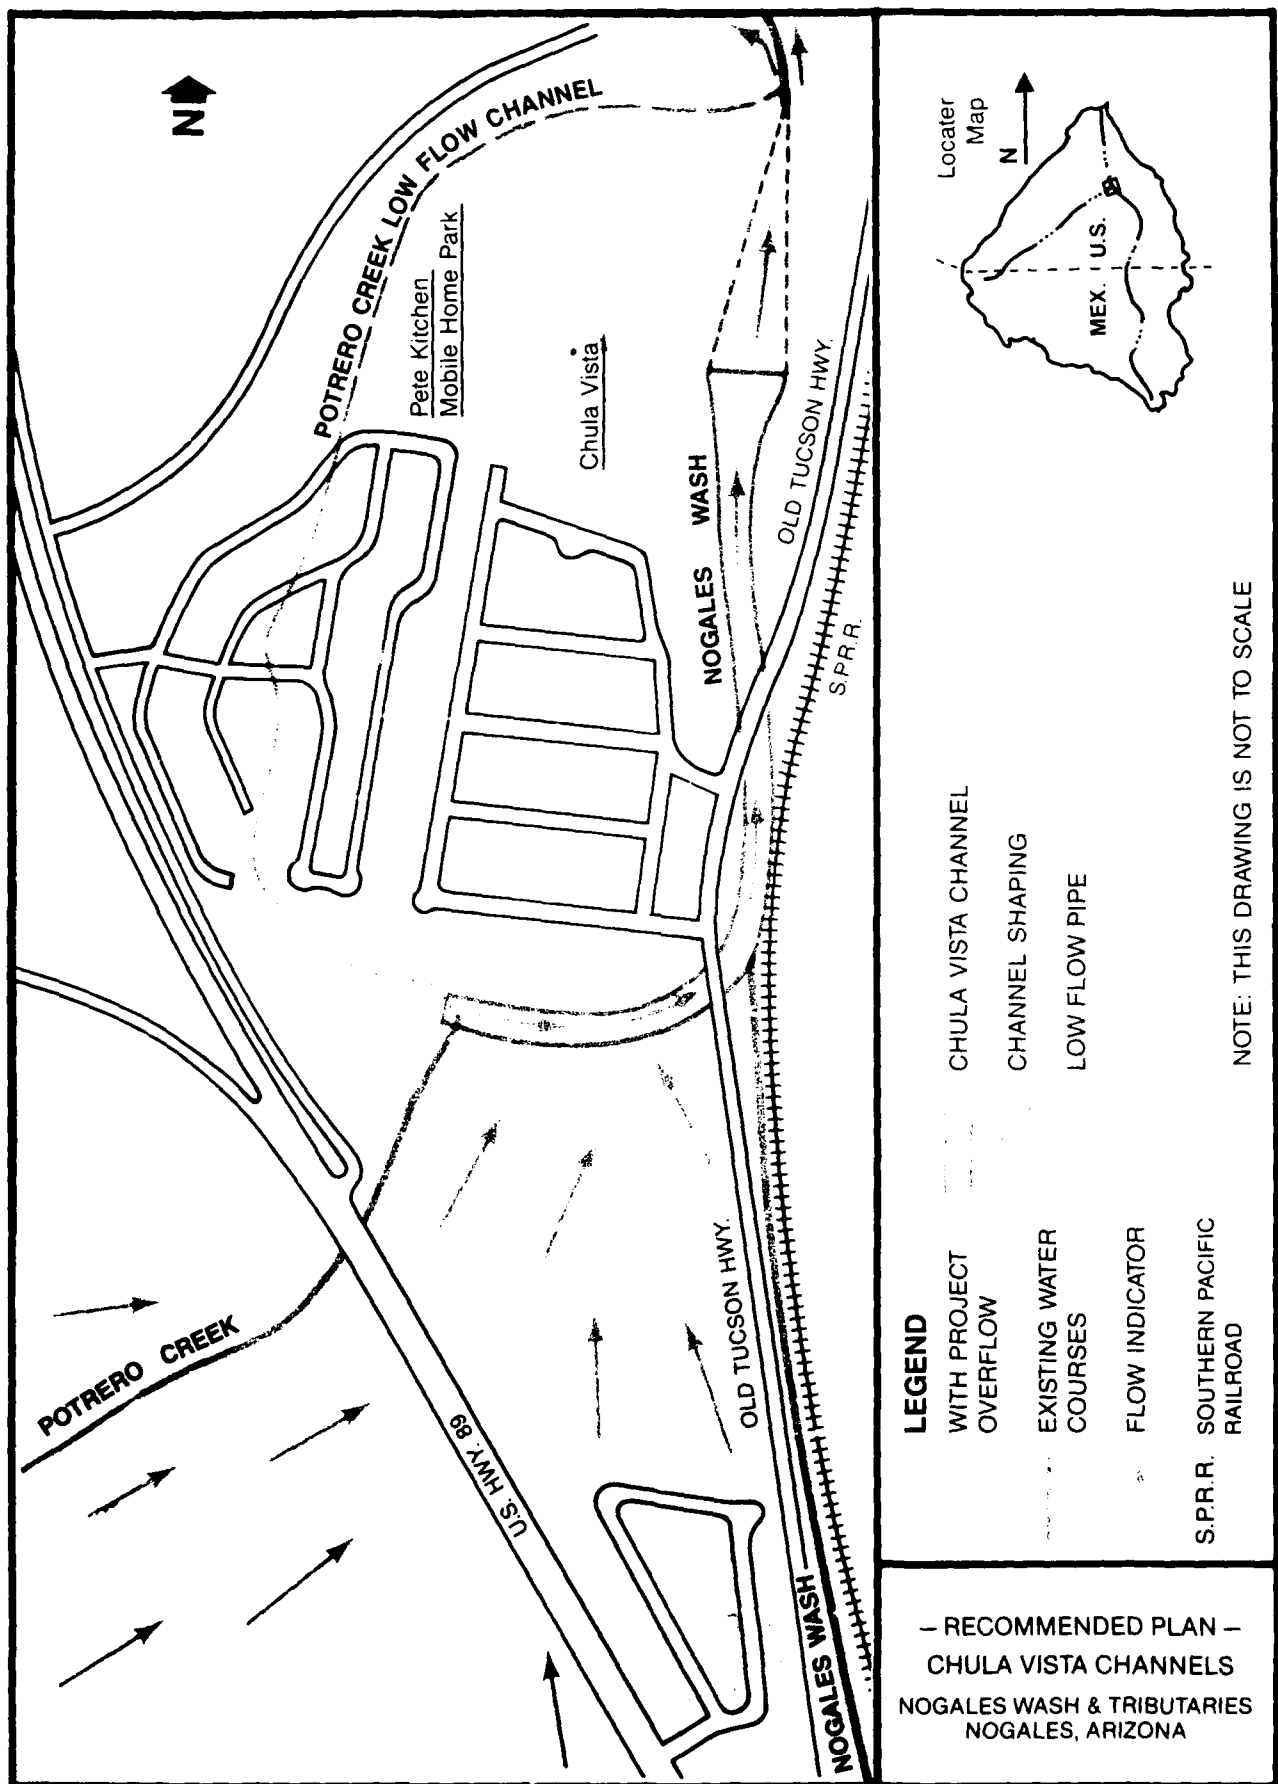 N
POTRERO CREEK LOW FLOW CHANNEL
Pete Kitchen
Mobile Home Park
Chula Vista
NOGALES WASH
OLD TUCSON HWY.
S.P.R.R.
POTRERO CREEK
U.S. HWY. 89
OLD TUCSON HWY.
NOGALES WASH
Locater
Map
N
MEX. U.S.
LEGEND
WITH PROJECT
OVERFLOW
EXISTING WATER
COURSES
FLOW INDICATOR
S.P.R.R. SOUTHERN PACIFIC
RAILROAD
CHULA VISTA CHANNEL
CHANNEL SHAPING
LOW FLOW PIPE
NOTE: THIS DRAWING IS NOT TO SCALE
– RECOMMENDED PLAN –
CHULA VISTA CHANNELS
NOGALES WASH & TRIBUTARIES
NOGALES, ARIZONA